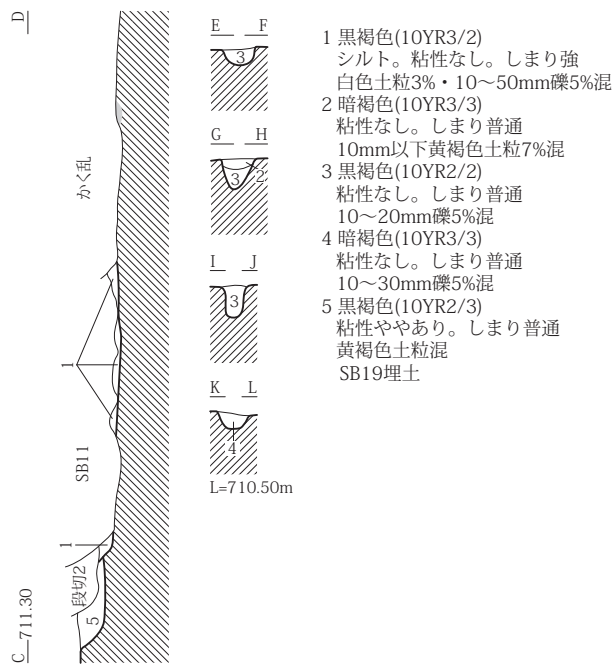 D
かく乱
1
SB11
1
段切2
5
C 711.30
E F
3
G H
3 2
I J
3
K L
4
L=710.50m
1 黒褐色(10YR3/2)
シルト。粘性なし。しまり強
白色土粒3%・10～50mm礫5%混
2 暗褐色(10YR3/3)
粘性なし。しまり普通
10mm以下黄褐色土粒7%混
3 黒褐色(10YR2/2)
粘性なし。しまり普通
10～20mm礫5%混
4 暗褐色(10YR3/3)
粘性なし。しまり普通
10～30mm礫5%混
5 黒褐色(10YR2/3)
粘性ややあり。しまり普通
黄褐色土粒混
SB19埋土